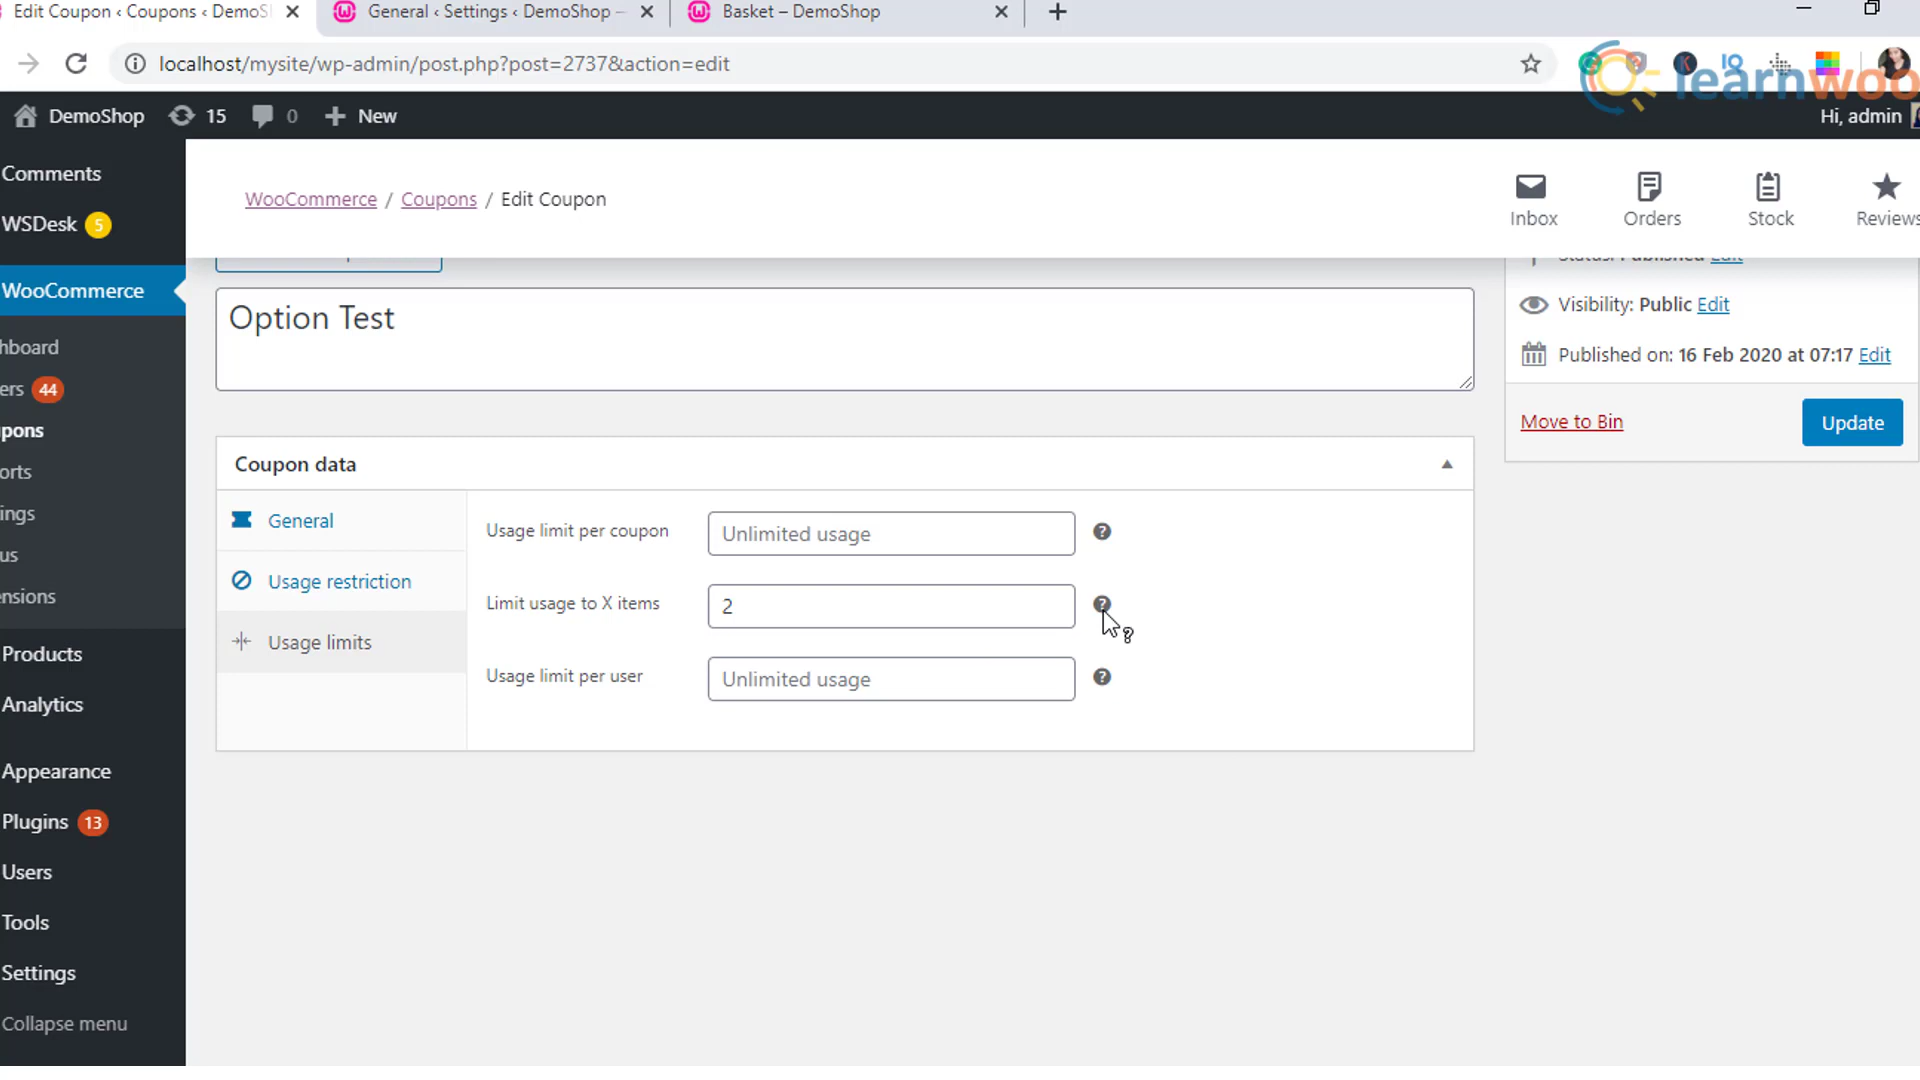 Edit Coupon ‹ Coupons ‹ DemoS
General ‹ Settings ‹ DemoShop –
Basket – DemoShop
localhost/mysite/wp-admin/post.php?post=2737&action=edit
learnwoo
DemoShop
15
0
New
Hi, admin
Comments
WSDesk 5
WooCommerce
hboard
ers 44
pons
orts
ings
us
ensions
Products
Analytics
Appearance
Plugins 13
Users
Tools
Settings
Collapse menu
WooCommerce / Coupons / Edit Coupon
Inbox
Orders
Stock
Reviews
Status: Published Edit
Option Test
Visibility: Public Edit
Published on: 16 Feb 2020 at 07:17 Edit
Move to Bin
Update
Coupon data
General
Usage restriction
Usage limits
Usage limit per coupon
Unlimited usage
Limit usage to X items
2
Usage limit per user
Unlimited usage